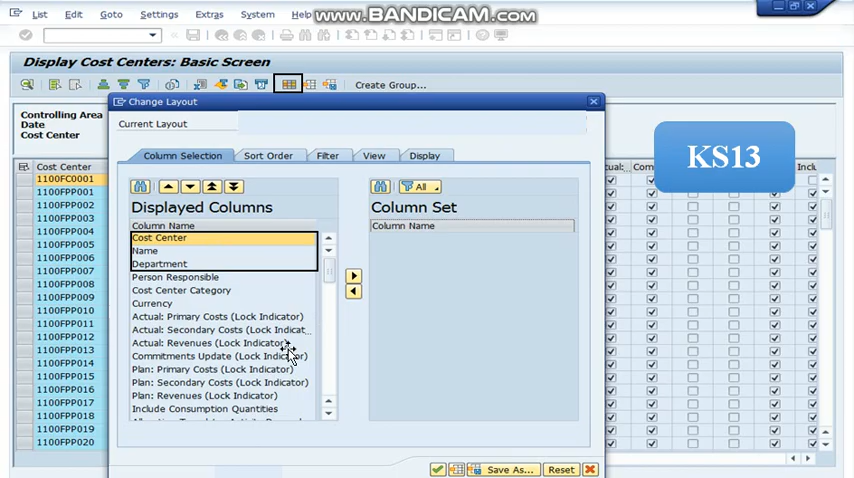 List Edit Goto Settings Extras System Help
www.BANDICAM.com
Display Cost Centers: Basic Screen
Create Group...
Controlling Area
Date
Cost Center
KS13
Change Layout
Current Layout
Column Selection Sort Order Filter View Display
All
Displayed Columns
Column Set
Column Name
Column Name
Cost Center
Name
Department
Person Responsible
Cost Center Category
Currency
Actual: Primary Costs (Lock Indicator)
Actual: Secondary Costs (Lock Indicat...
Actual: Revenues (Lock Indicator)
Commitments Update (Lock Indicator)
Plan: Primary Costs (Lock Indicator)
Plan: Secondary Costs (Lock Indicator)
Plan: Revenues (Lock Indicator)
Include Consumption Quantities
Save As... Reset
Cost Center
1100FC0001
1100FPP001
1100FPP002
1100FPP003
1100FPP004
1100FPP005
1100FPP006
1100FPP007
1100FPP008
1100FPP009
1100FPP010
1100FPP011
1100FPP012
1100FPP013
1100FPP014
1100FPP015
1100FPP016
1100FPP017
1100FPP018
1100FPP019
1100FPP020